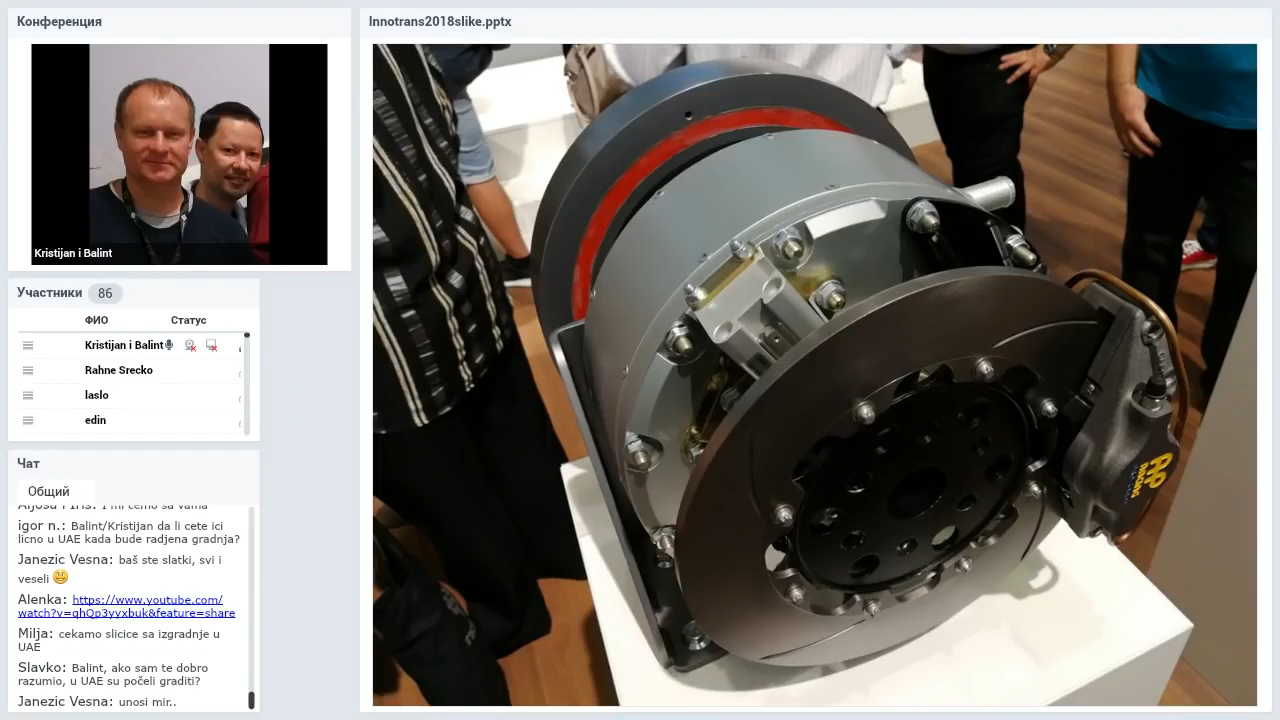 Конференция
Kristijan i Balint
Участники 86
ФИО Статус
Kristijan i Balint
Rahne Srecko
laslo
edin
Чат
Общий
igor n.: Balint/Kristijan da li cete ici
licno u UAE kada bude radjena gradnja?
Janezic Vesna: baš ste slatki, svi i
veseli
Alenka: https://www.youtube.com/
watch?v=qhQp3yyxbuk&feature=share
Milja: cekamo slicice sa izgradnje u
UAE
Slavko: Balint, ako sam te dobro
razumio, u UAE su počeli graditi?
Janezic Vesna: unosi mir..
Innotrans2018slike.pptx
AP
RACING